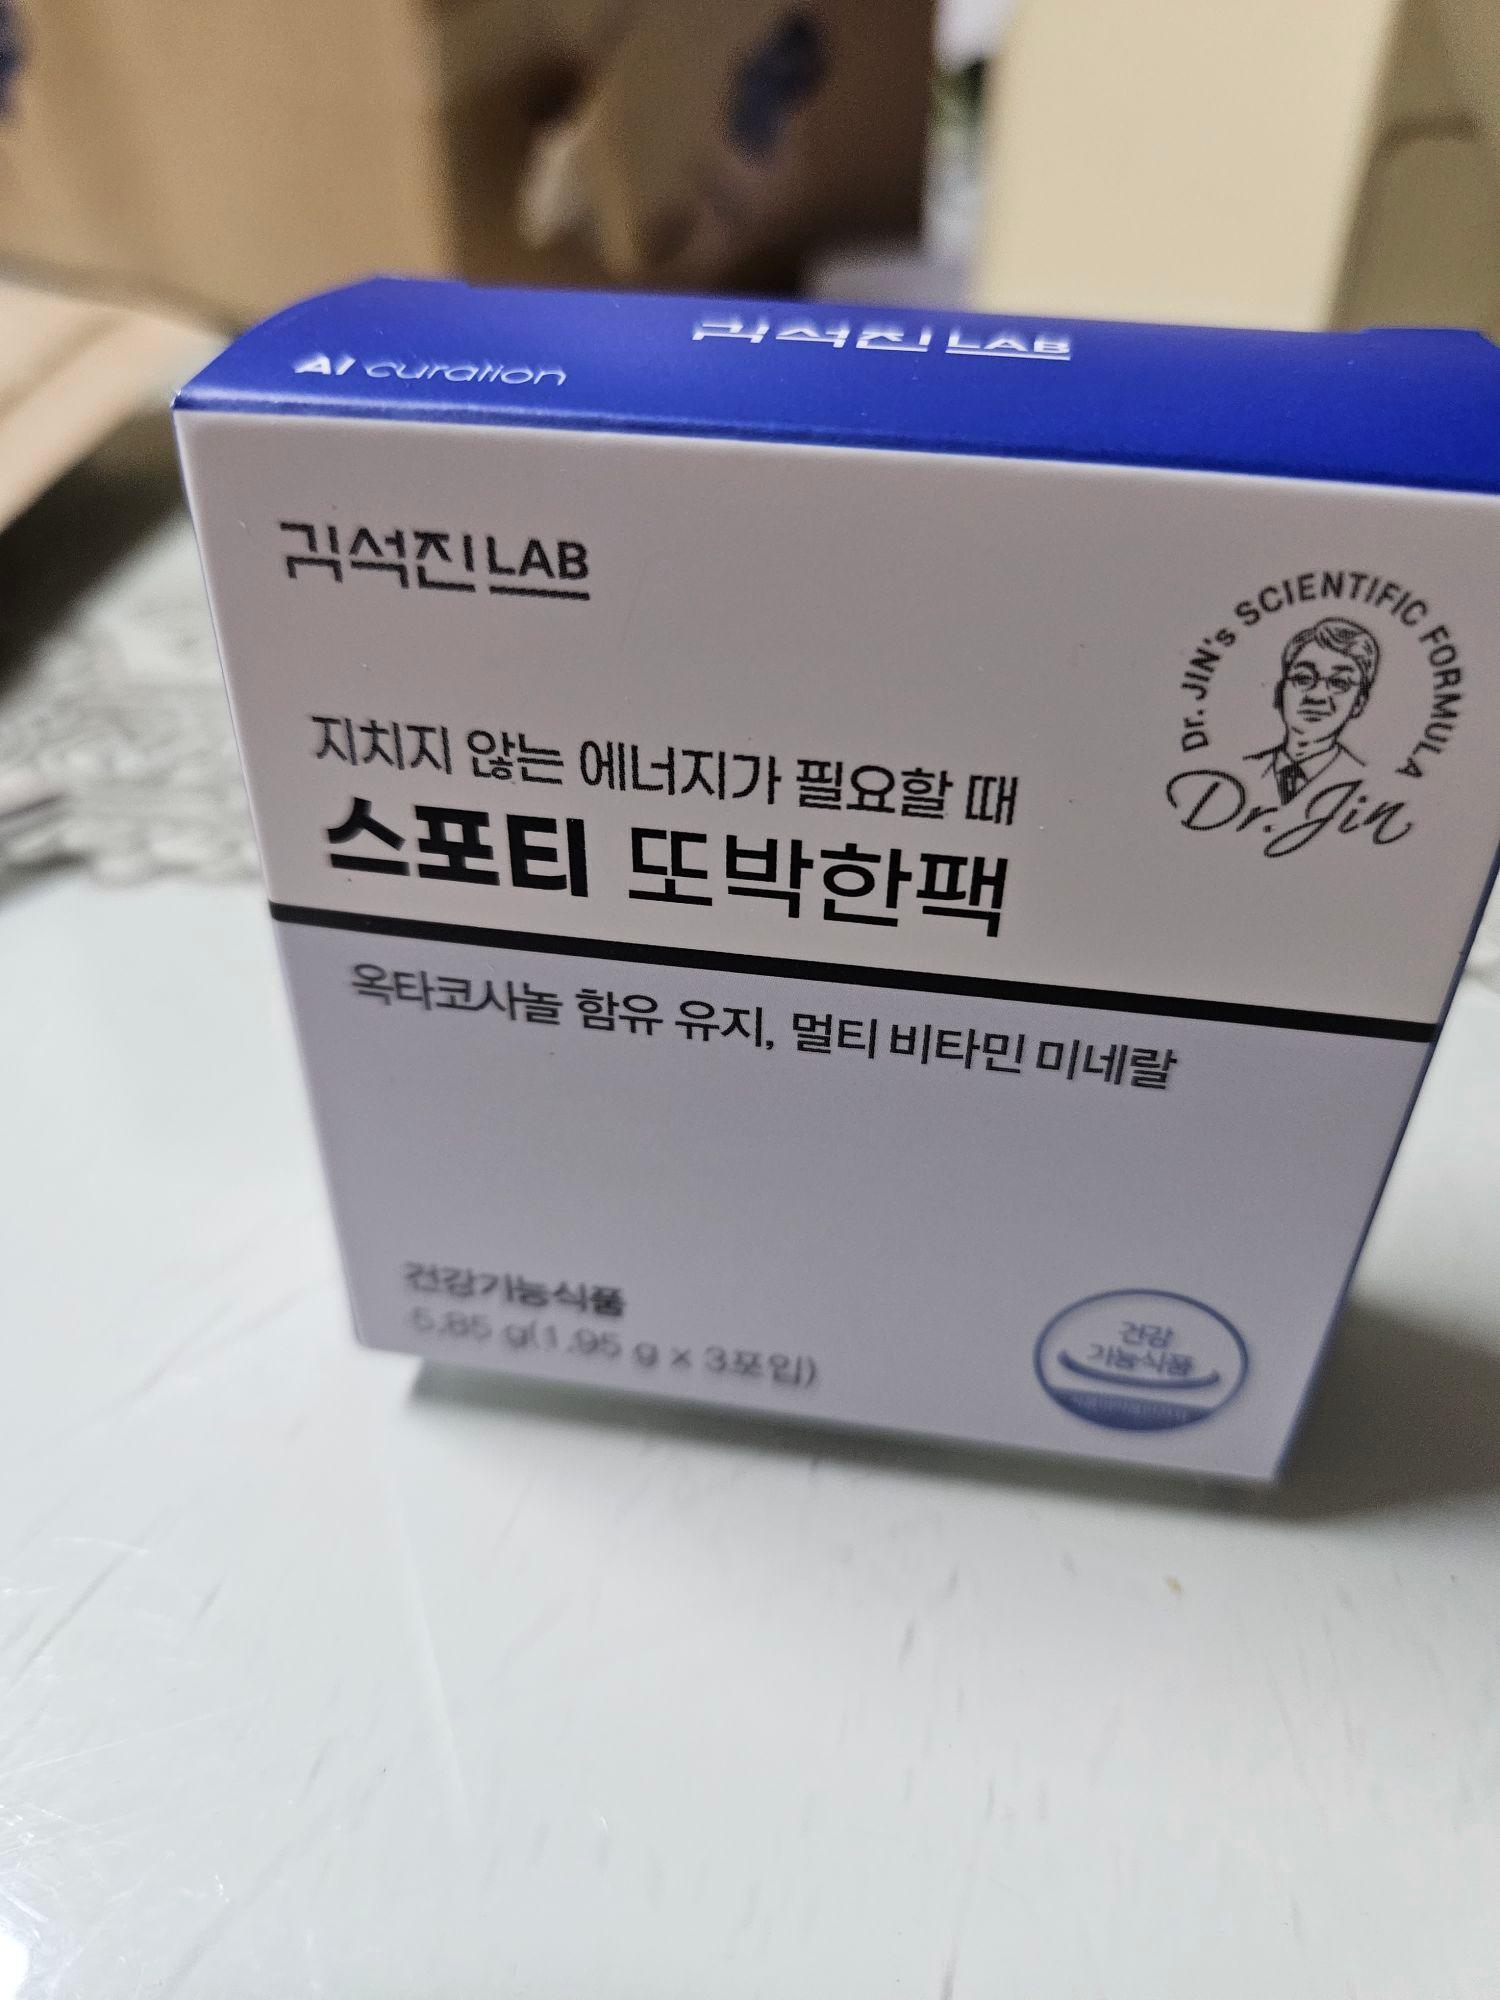 김석진 LAB
AI curation
김석진 LAB
Dr. JIN's SCIENTIFIC FORMULA
Dr. Jin
지치지 않는 에너지가 필요할 때
스포티 또박한팩
옥타코사놀 함유 유지, 멀티 비타민 미네랄
건강기능식품
5.85 g(1.95 g x 3포입)
건강
기능식품